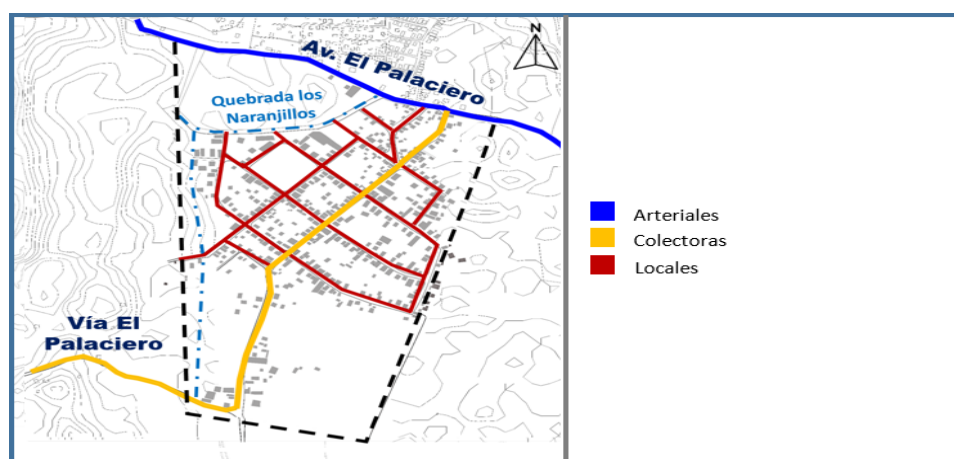 N
Av. El Palaciero
Quebrada los
Naranjillos
Vía El
Palaciero
Arteriales
Colectoras
Locales